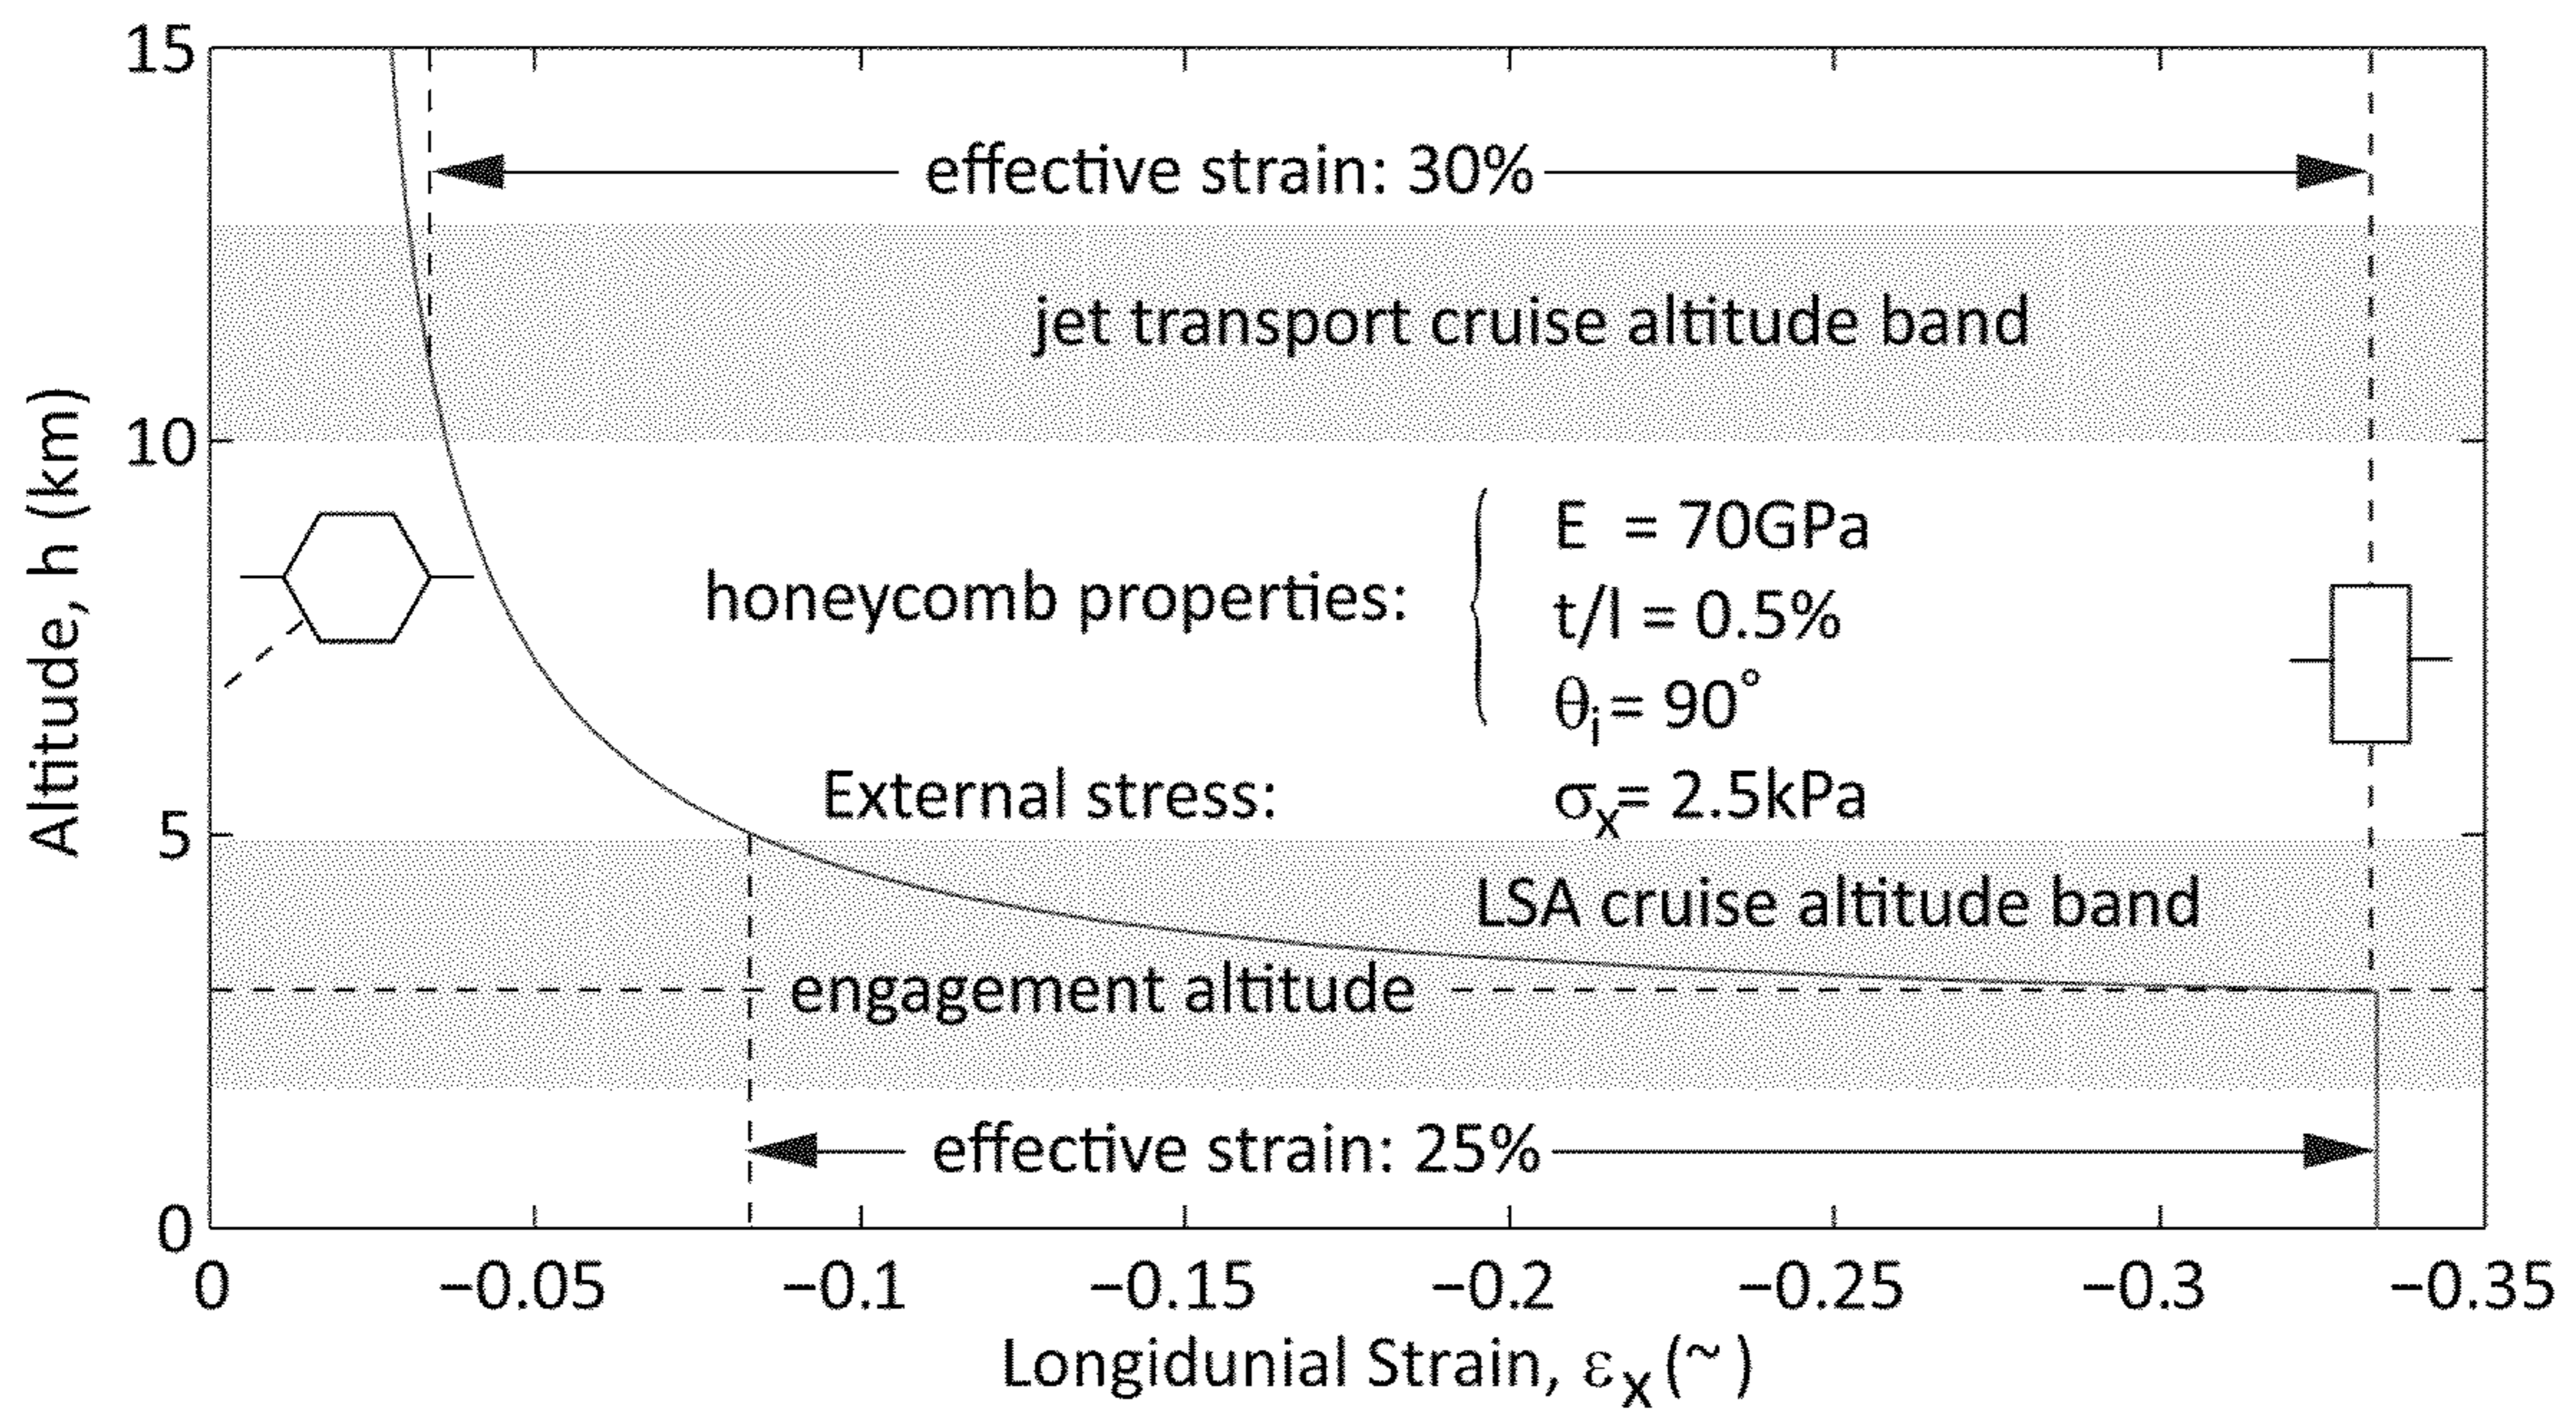 15
effective strain: 30%
jet transport cruise altitude band
10
Altitude, h (km)
honeycomb properties:
E = 70GPa
t/l = 0.5%
θi = 90°
External stress: σx = 2.5kPa
5
LSA cruise altitude band
engagement altitude
effective strain: 25%
0
0 −0.05 −0.1 −0.15 −0.2 −0.25 −0.3 −0.35
Longidunial Strain, εx (~)